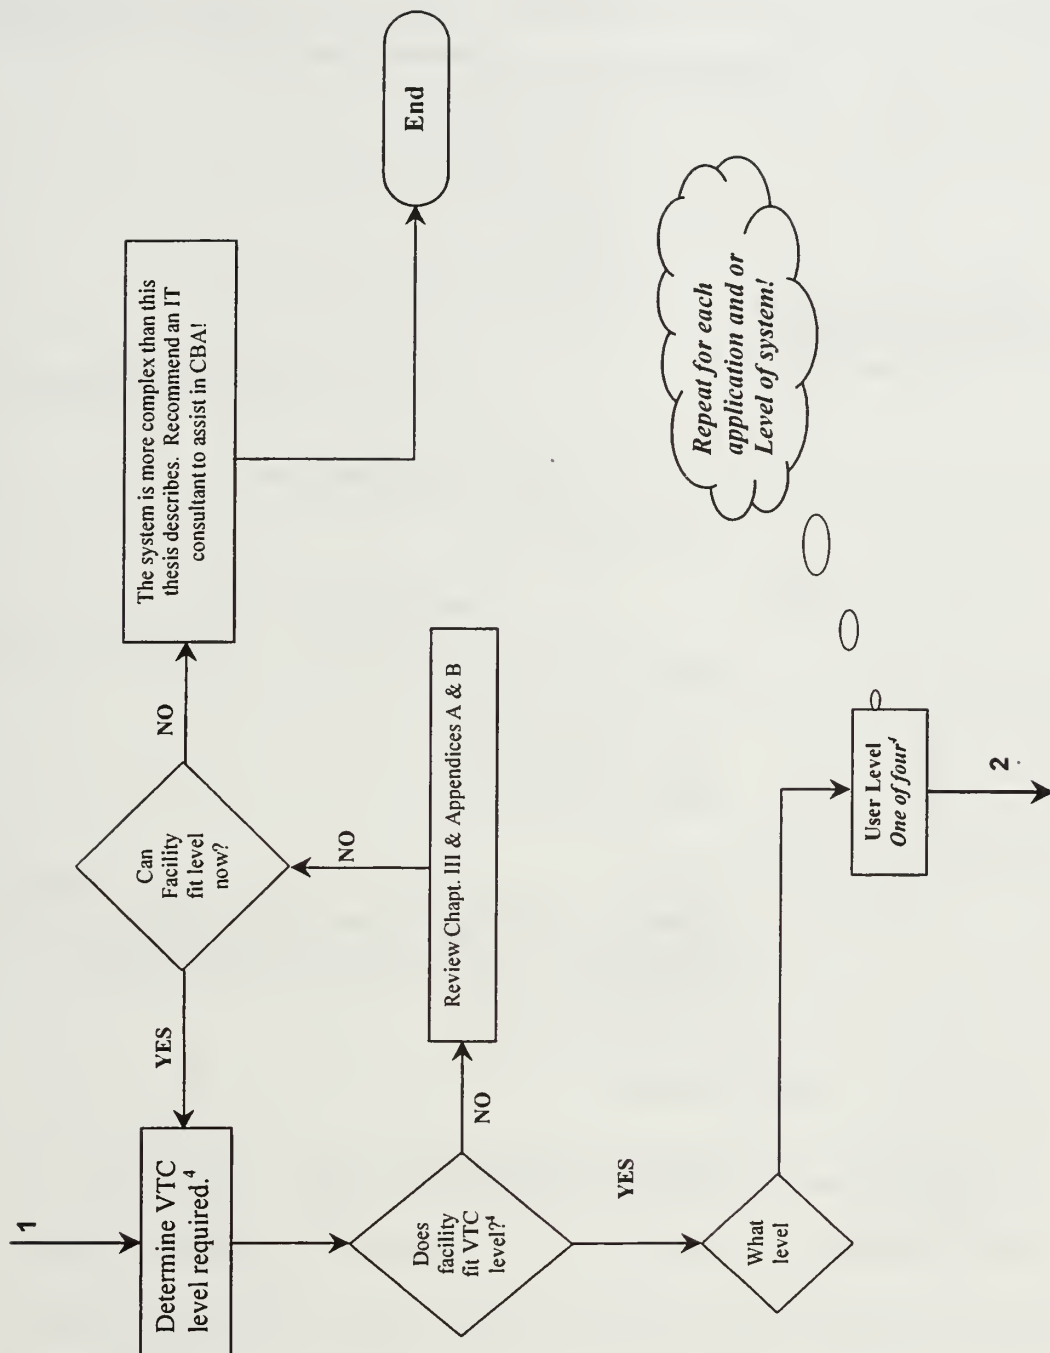 1
Determine VTC
level required.4
Does
facility
fit VTC
level?4
NO
Review Chapt. III & Appendices A & B
NO
Can
Facility
fit level
now?
YES
NO
The system is more complex than this
thesis describes. Recommend an IT
consultant to assist in CBA!
End
YES
What
level
User Level
One of four4
2
Repeat for each
application and or
Level of system!